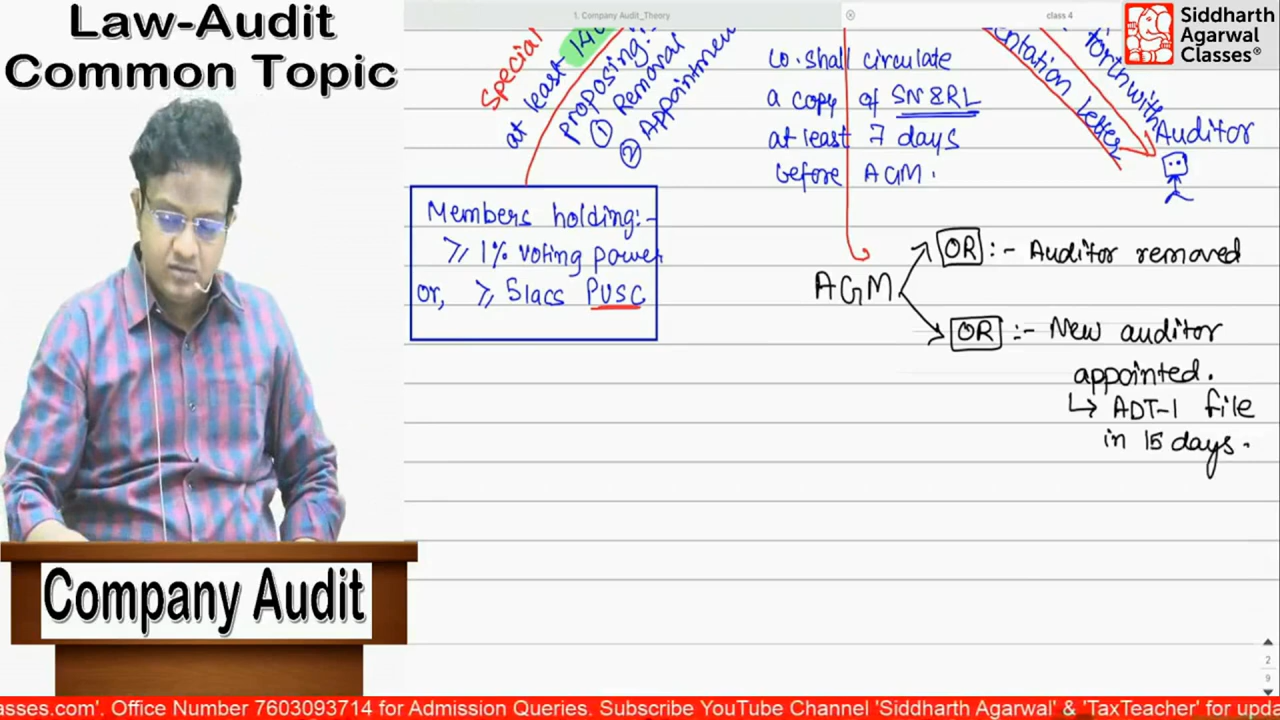 Law-Audit
Common Topic
1. Company Audit_Theory
class 4
Siddharth
Agarwal
Classes®
Special
at least 14
proposing:-
① Removal
② Appointmen
co. shall circulate
a copy of SN & RL
at least 7 days
before AGM.
entation letter
forthwith
Auditor
Members holding:-
≥ 1% voting power
or, ≥ 5lacs PUSC
AGM
OR :- Auditor removed
OR :- New auditor
appointed.
↳ ADT-1 file
in 15 days.
Company Audit
2
9
asses.com'. Office Number 7603093714 for Admission Queries. Subscribe YouTube Channel 'Siddharth Agarwal' & 'TaxTeacher' for upda